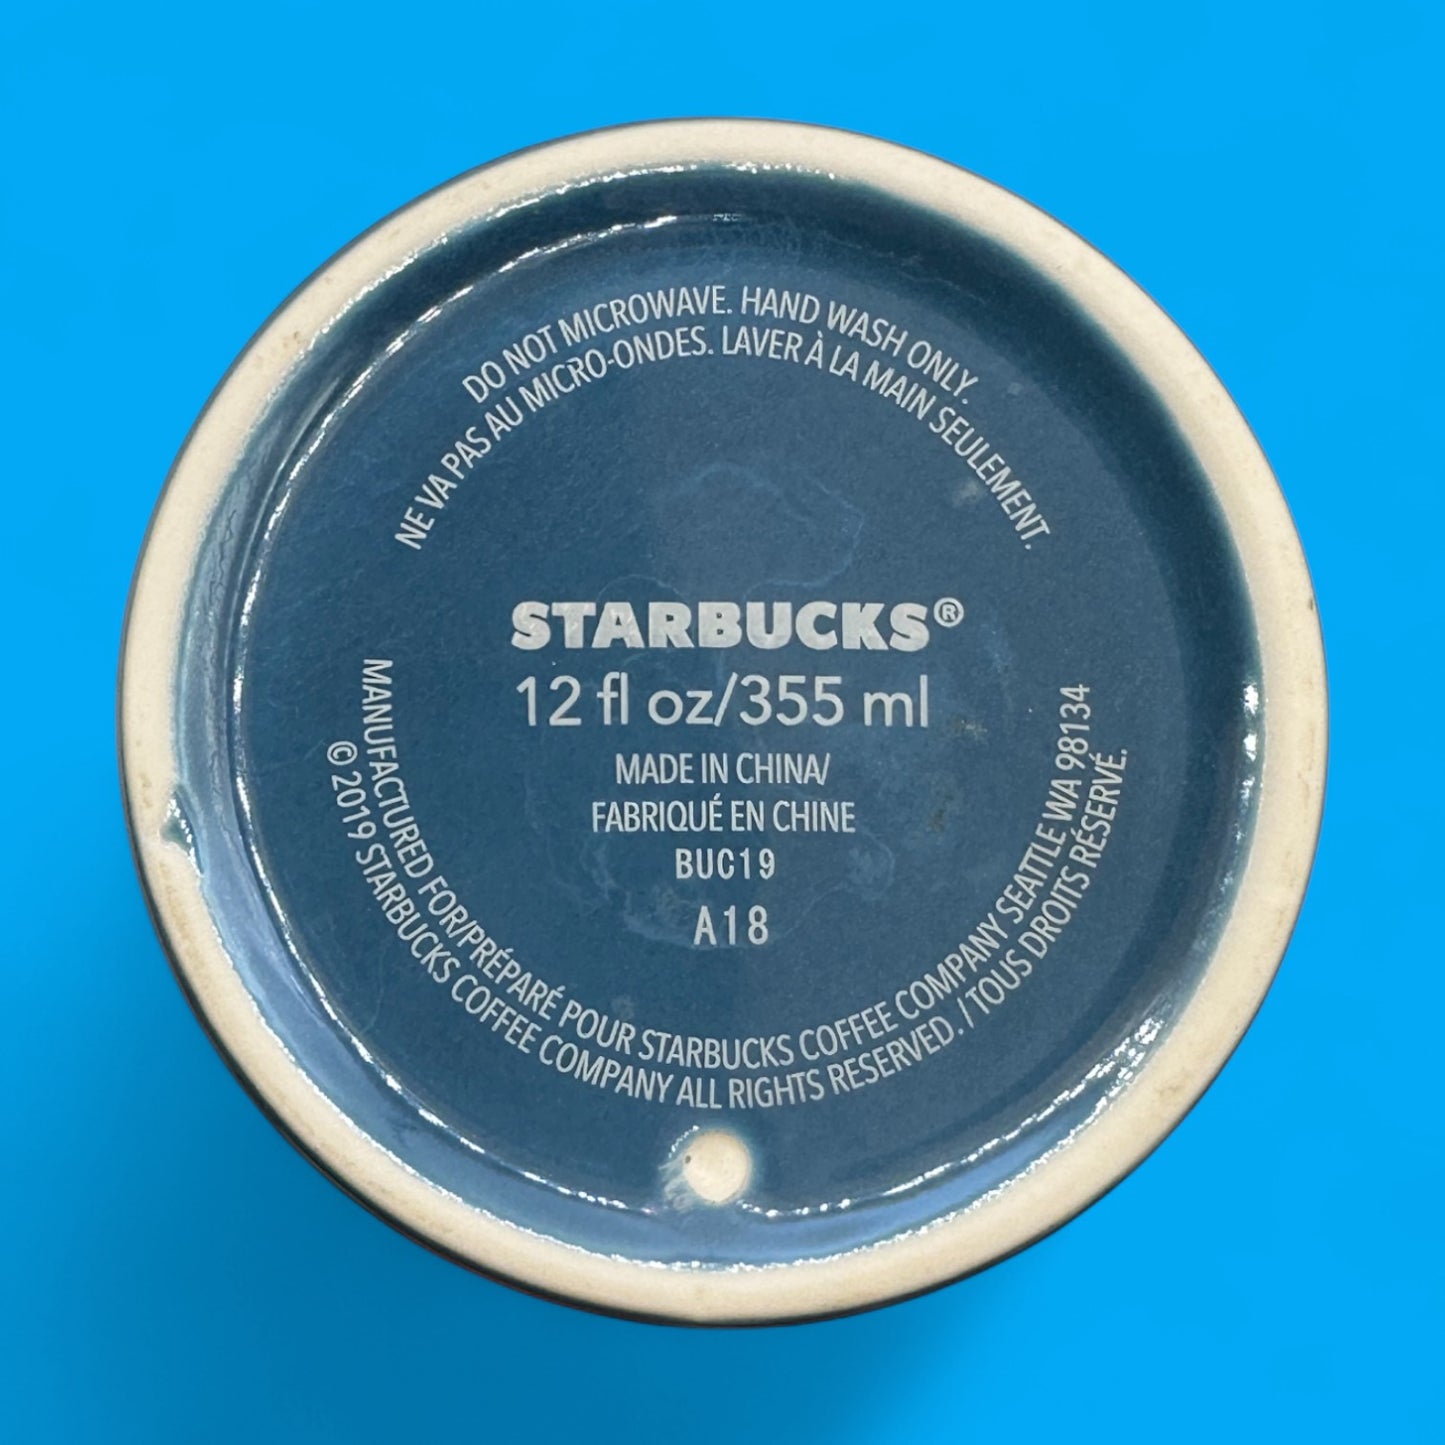 DO NOT MICROWAVE. HAND WASH ONLY.
NE VA PAS AU MICRO-ONDES. LAVER À LA MAIN SEULEMENT.
STARBUCKS®
12 fl oz/355 ml
MADE IN CHINA/
FABRIQUÉ EN CHINE
BUC19
A18
MANUFACTURED FOR/PRÉPARÉ POUR STARBUCKS COFFEE COMPANY SEATTLE WA 98134
©2019 STARBUCKS COFFEE COMPANY ALL RIGHTS RESERVED. / TOUS DROITS RÉSERVÉ.